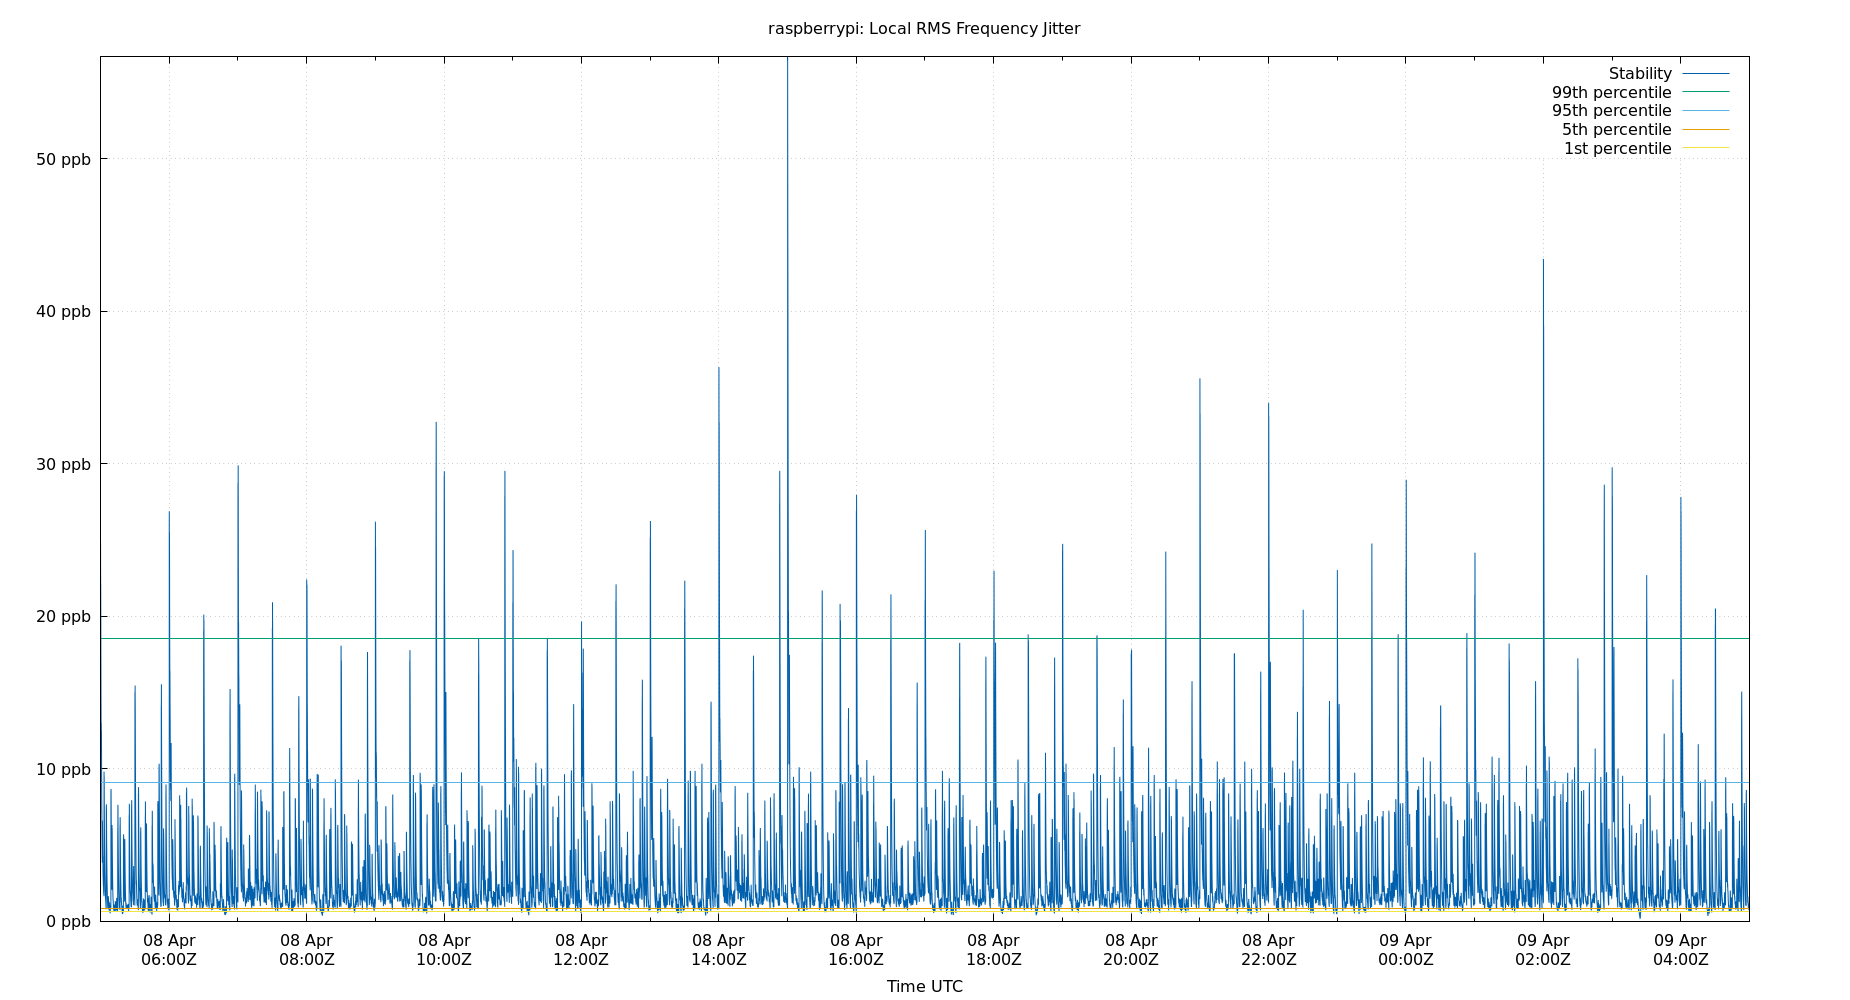 raspberrypi: Local RMS Frequency Jitter
Stability
99th percentile
95th percentile
5th percentile
1st percentile
50 ppb
40 ppb
30 ppb
20 ppb
10 ppb
0 ppb
08 Apr 08 Apr 08 Apr 08 Apr 08 Apr 08 Apr 08 Apr 08 Apr 08 Apr 09 Apr 09 Apr 09 Apr
06:00Z 08:00Z 10:00Z 12:00Z 14:00Z 16:00Z 18:00Z 20:00Z 22:00Z 00:00Z 02:00Z 04:00Z
Time UTC